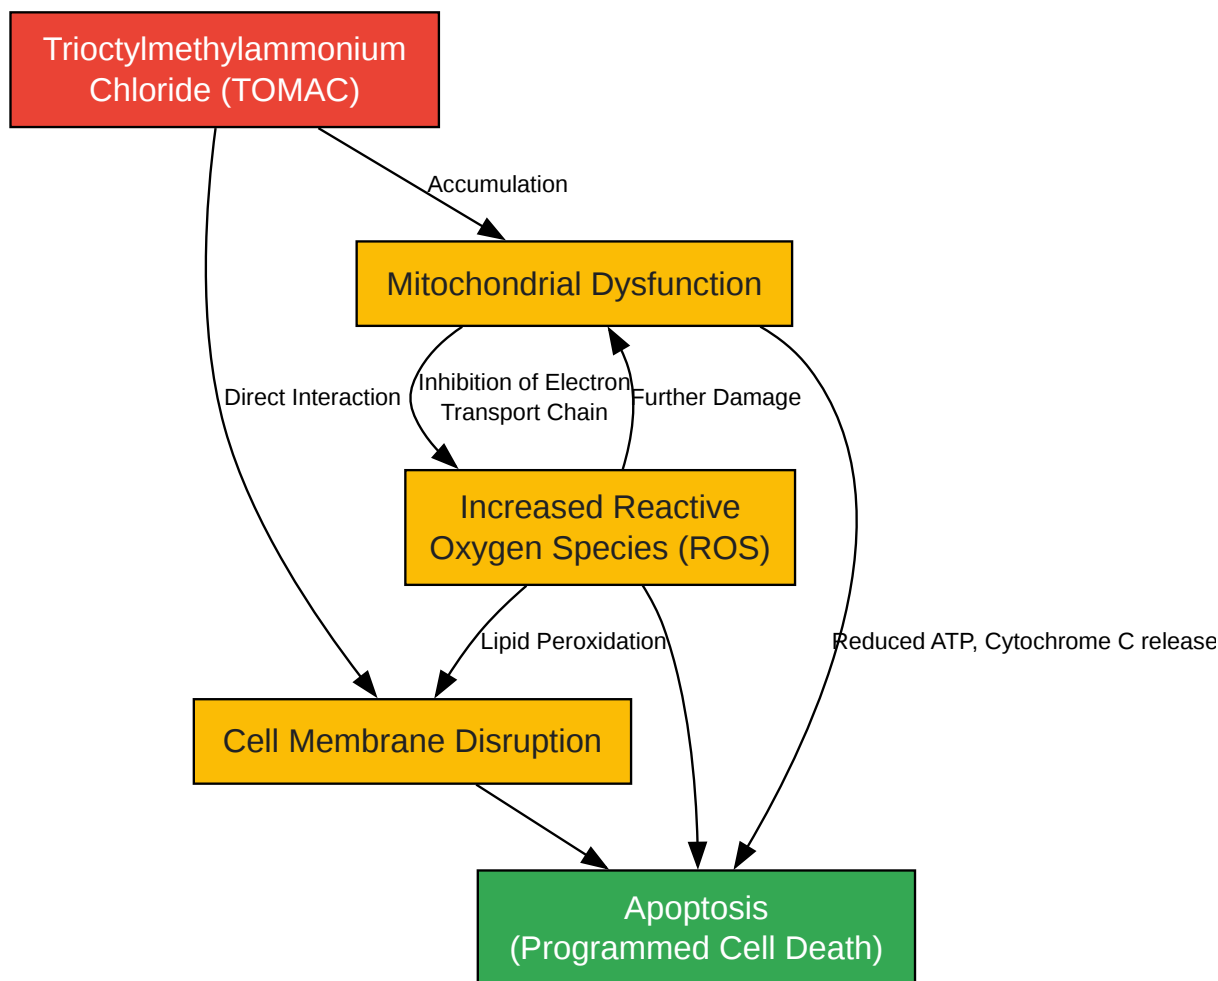 Trioctylmethylammonium
Chloride (TOMAC)
Accumulation
Mitochondrial Dysfunction
Direct Interaction
Inhibition of Electron
Transport Chain
Further Damage
Increased Reactive
Oxygen Species (ROS)
Lipid Peroxidation
Reduced ATP, Cytochrome C release
Cell Membrane Disruption
Apoptosis
(Programmed Cell Death)